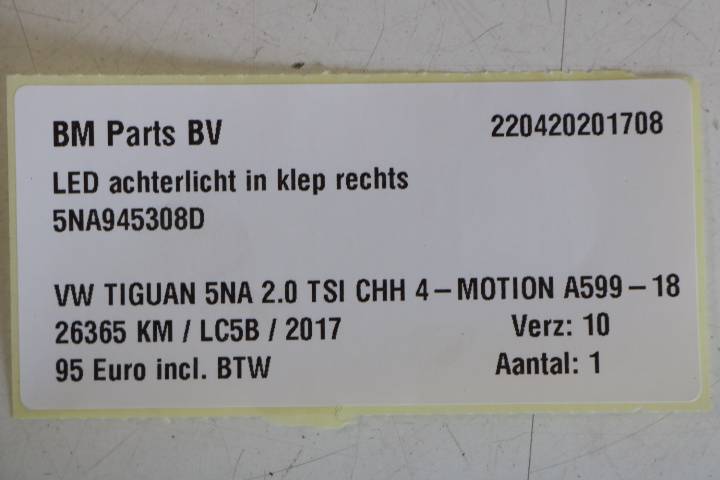 BM Parts BV 220420201708
LED achterlicht in klep rechts
5NA945308D
VW TIGUAN 5NA 2.0 TSI CHH 4-MOTION A599-18
26365 KM / LC5B / 2017 Verz: 10
95 Euro incl. BTW Aantal: 1